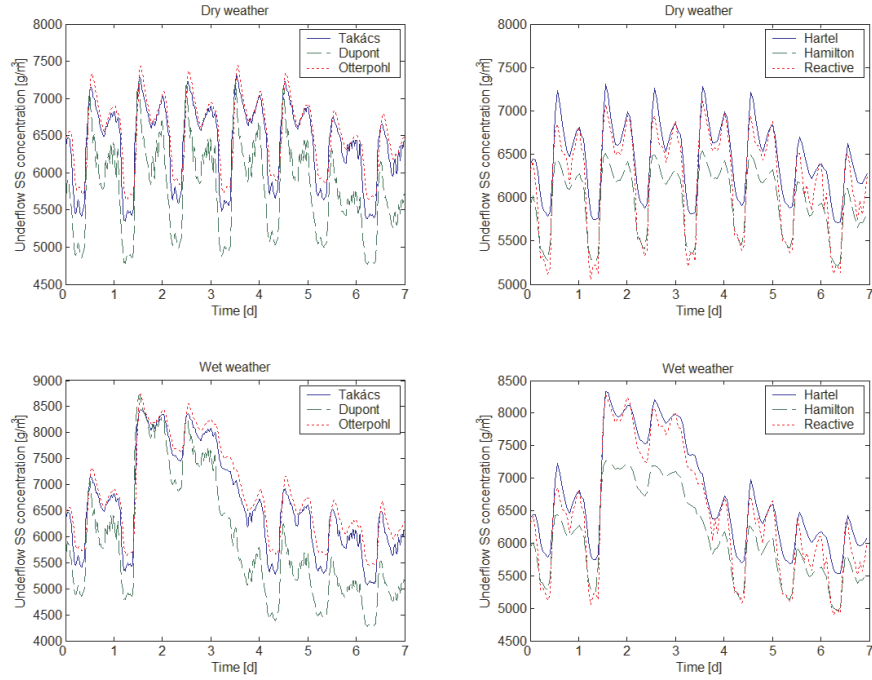 Dry weather
8000
7500
7000
6500
6000
5500
5000
4500
0 1 2 3 4 5 6 7
Underflow SS concentration [g/m³]
Time [d]
Takács
Dupont
Otterpohl
Dry weather
8000
7500
7000
6500
6000
5500
5000
0 1 2 3 4 5 6 7
Underflow SS concentration [g/m³]
Time [d]
Hartel
Hamilton
Reactive
Wet weather
9000
8500
8000
7500
7000
6500
6000
5500
5000
4500
4000
0 1 2 3 4 5 6 7
Underflow SS concentration [g/m³]
Time [d]
Takács
Dupont
Otterpohl
Wet weather
8500
8000
7500
7000
6500
6000
5500
5000
4500
0 1 2 3 4 5 6 7
Underflow SS concentration [g/m³]
Time [d]
Hartel
Hamilton
Reactive